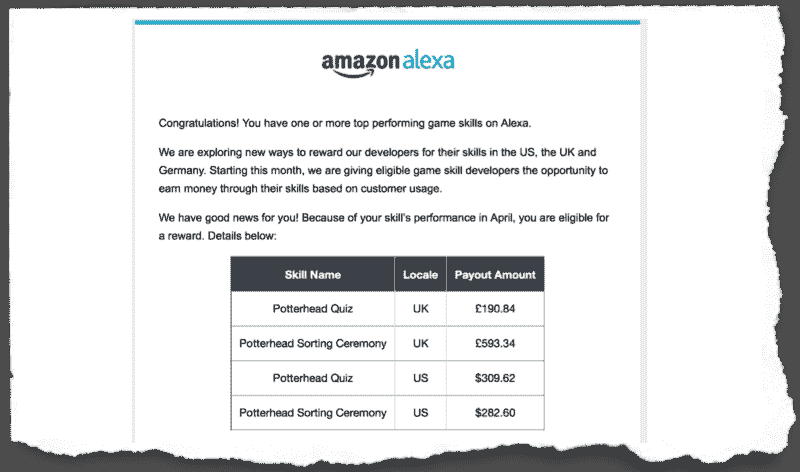 amazon alexa
Congratulations! You have one or more top performing game skills on Alexa.
We are exploring new ways to reward our developers for their skills in the US, the UK and
Germany. Starting this month, we are giving eligible game skill developers the opportunity to
earn money through their skills based on customer usage.
We have good news for you! Because of your skill's performance in April, you are eligible for
a reward. Details below:
Skill Name Locale Payout Amount
Potterhead Quiz UK £190.84
Potterhead Sorting Ceremony UK £593.34
Potterhead Quiz US $309.62
Potterhead Sorting Ceremony US $282.60